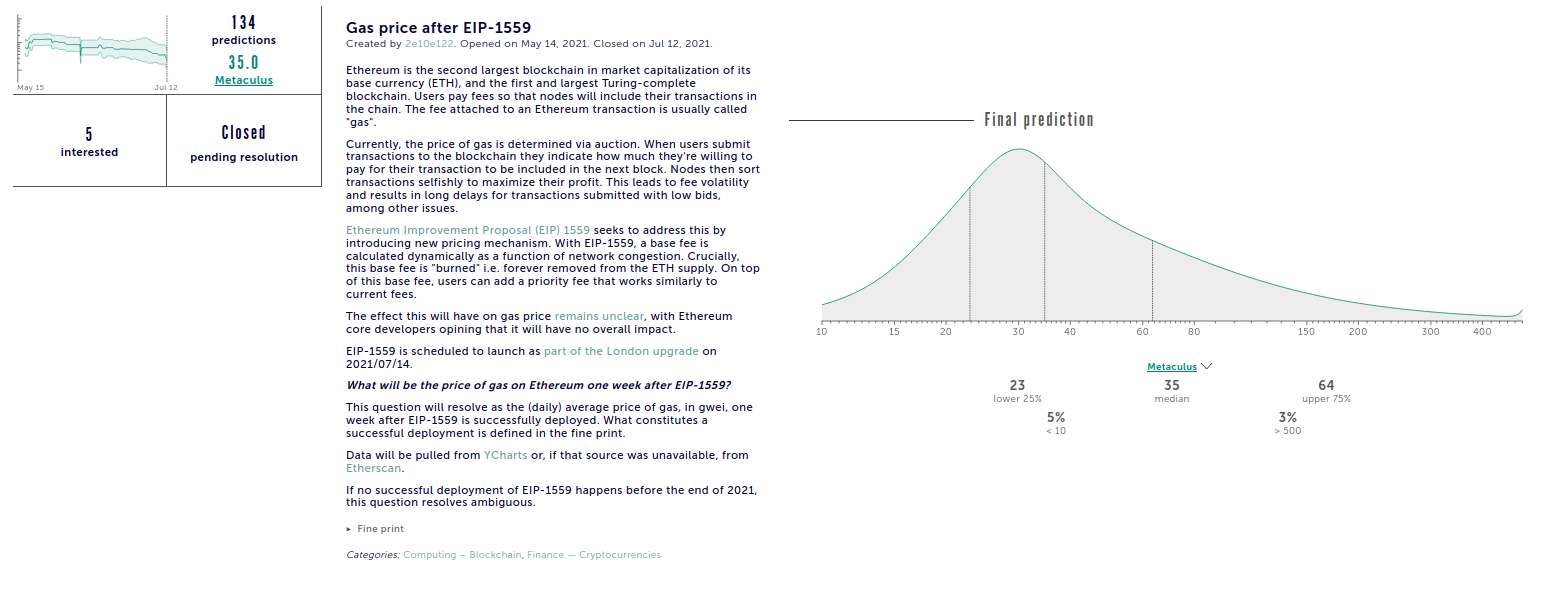 134
predictions
35.0
Metaculus
May 15
Jul 12
5
interested
Closed
pending resolution
Gas price after EIP-1559
Created by 2e10e122. Opened on May 14, 2021. Closed on Jul 12, 2021.
Ethereum is the second largest blockchain in market capitalization of its
base currency (ETH), and the first and largest Turing-complete
blockchain. Users pay fees so that nodes will include their transactions in
the chain. The fee attached to an Ethereum transaction is usually called
"gas".
Currently, the price of gas is determined via auction. When users submit
transactions to the blockchain they indicate how much they're willing to
pay for their transaction to be included in the next block. Nodes then sort
transactions selfishly to maximize their profit. This leads to fee volatility
and results in long delays for transactions submitted with low bids,
among other issues.
Ethereum Improvement Proposal (EIP) 1559 seeks to address this by
introducing new pricing mechanism. With EIP-1559, a base fee is
calculated dynamically as a function of network congestion. Crucially,
this base fee is "burned" i.e. forever removed from the ETH supply. On top
of this base fee, users can add a priority fee that works similarly to
current fees.
The effect this will have on gas price remains unclear, with Ethereum
core developers opining that it will have no overall impact.
EIP-1559 is scheduled to launch as part of the London upgrade on
2021/07/14.
What will be the price of gas on Ethereum one week after EIP-1559?
This question will resolve as the (daily) average price of gas, in gwei, one
week after EIP-1559 is successfully deployed. What constitutes a
successful deployment is defined in the fine print.
Data will be pulled from YCharts or, if that source was unavailable, from
Etherscan.
If no successful deployment of EIP-1559 happens before the end of 2021,
this question resolves ambiguous.
▸ Fine print
Categories: Computing – Blockchain, Finance — Cryptocurrencies
Final prediction
10 15 20 30 40 60 80 150 200 300 400
Metaculus
23 35 64
lower 25% median upper 75%
5% 3%
< 10 > 500